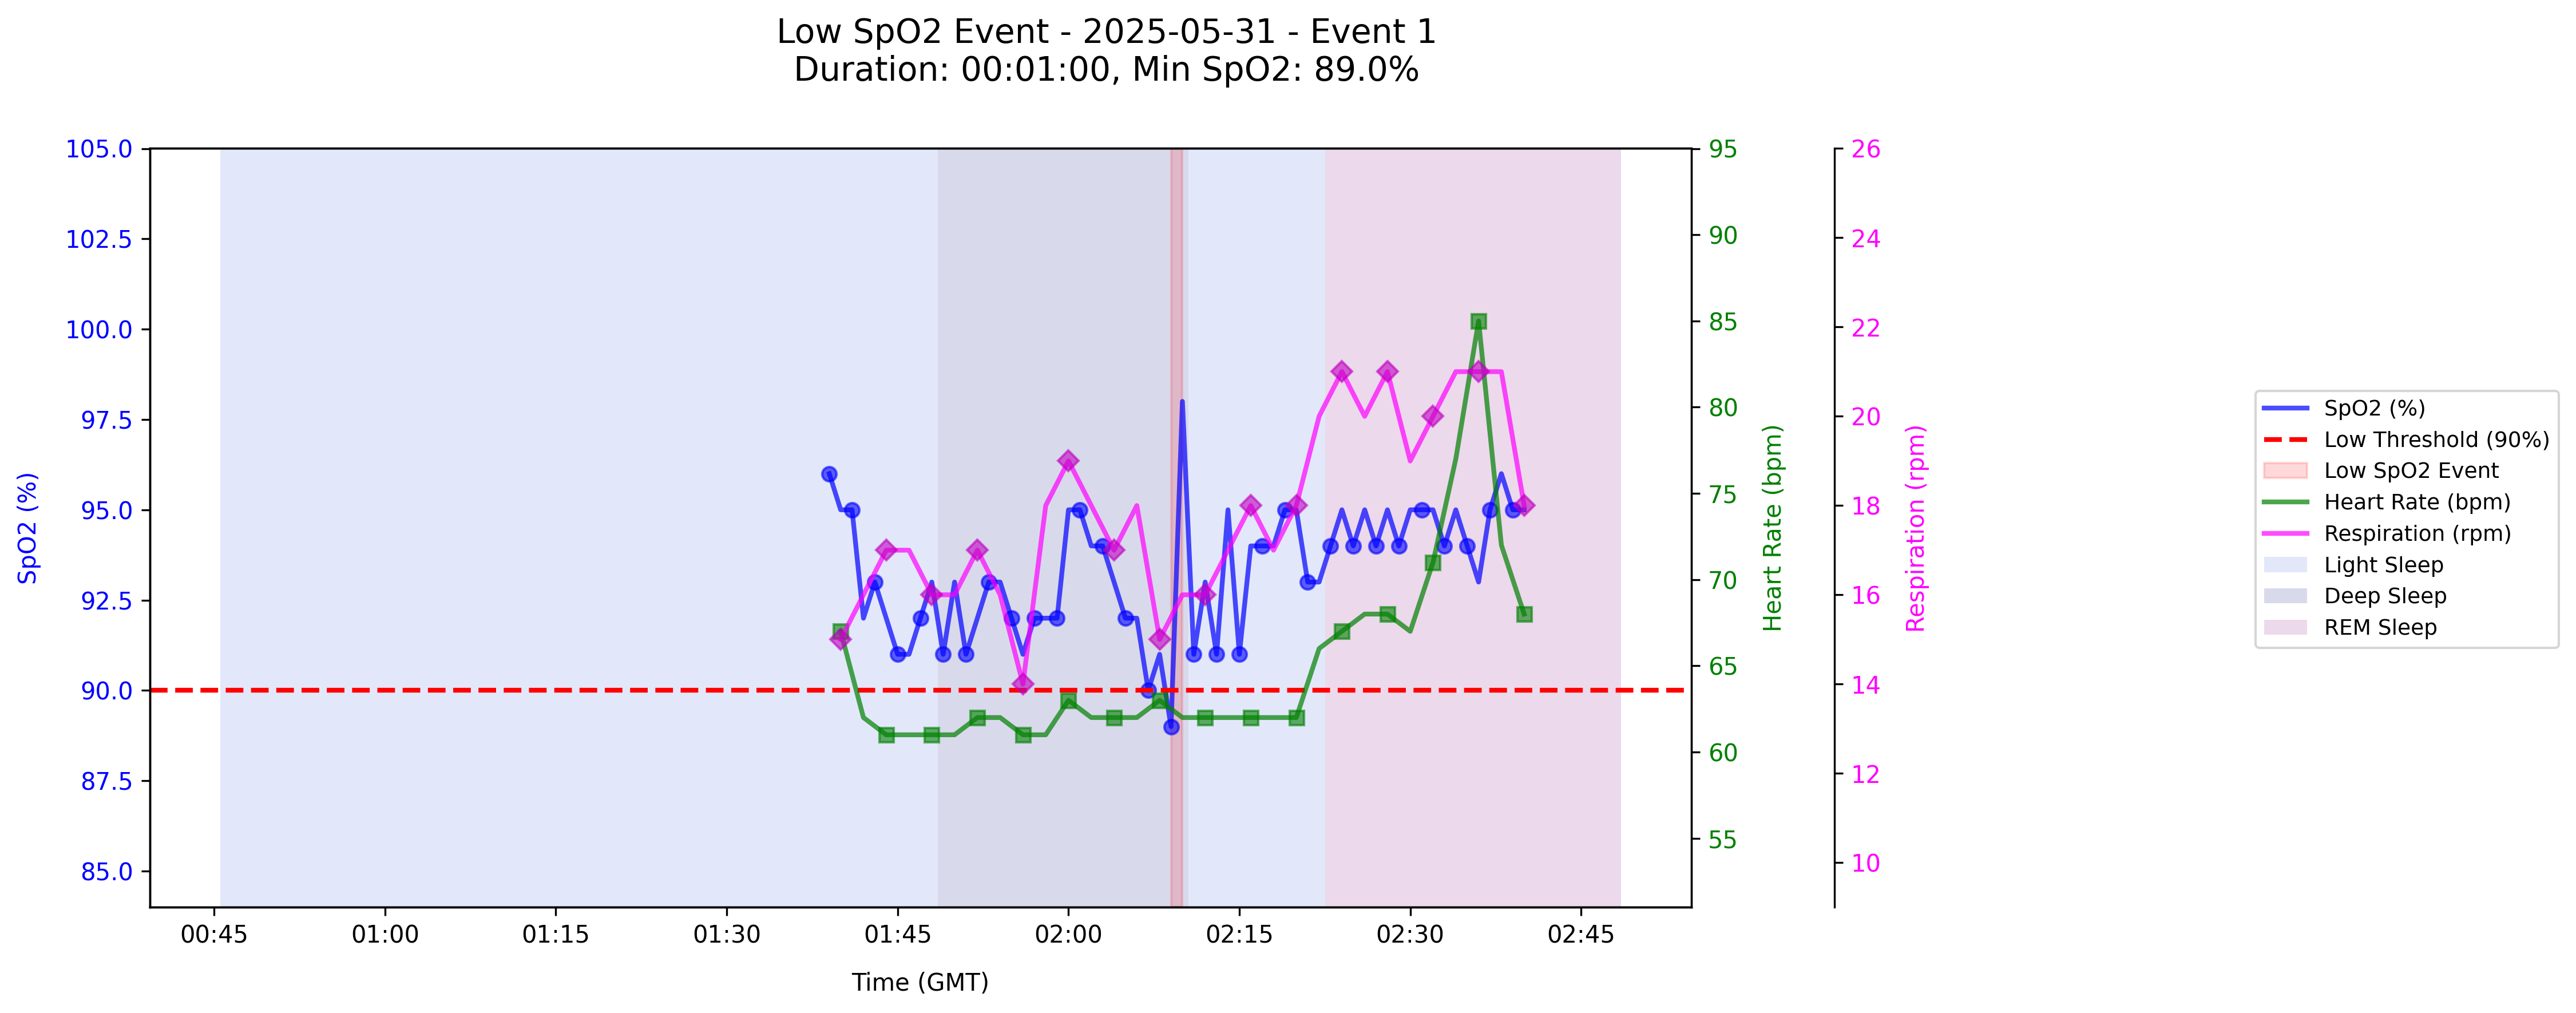 Low SpO2 Event - 2025-05-31 - Event 1
Duration: 00:01:00, Min SpO2: 89.0%
105.0
102.5
100.0
97.5
95.0
92.5
90.0
87.5
85.0
SpO2 (%)
95
90
85
80
75
70
65
60
55
Heart Rate (bpm)
26
24
22
20
18
16
14
12
10
Respiration (rpm)
SpO2 (%)
Low Threshold (90%)
Low SpO2 Event
Heart Rate (bpm)
Respiration (rpm)
Light Sleep
Deep Sleep
REM Sleep
00:45 01:00 01:15 01:30 01:45 02:00 02:15 02:30 02:45
Time (GMT)